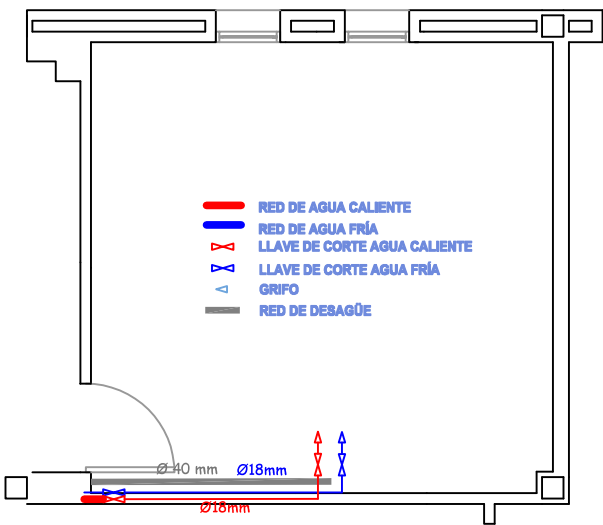 RED DE AGUA CALIENTE
RED DE AGUA FRÍA
LLAVE DE CORTE AGUA CALIENTE
LLAVE DE CORTE AGUA FRÍA
GRIFO
RED DE DESAGÜE
Ø 40 mm
Ø18mm
Ø18mm